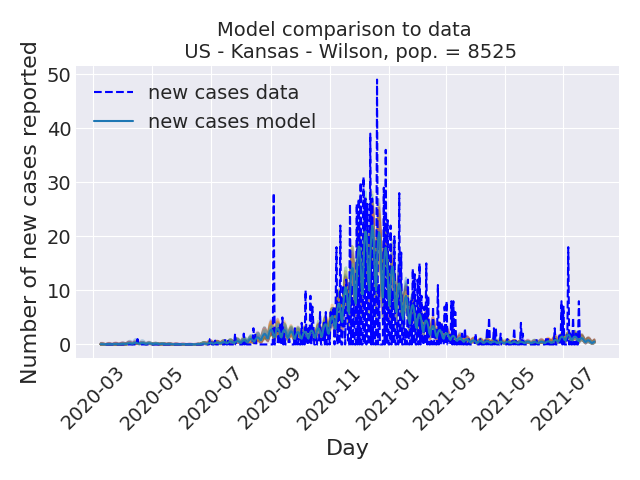 Model comparison to data
US - Kansas - Wilson, pop. = 8525
Number of new cases reported
50
40
30
20
10
0
new cases data
new cases model
2020-03
2020-05
2020-07
2020-09
2020-11
2021-01
2021-03
2021-05
2021-07
Day